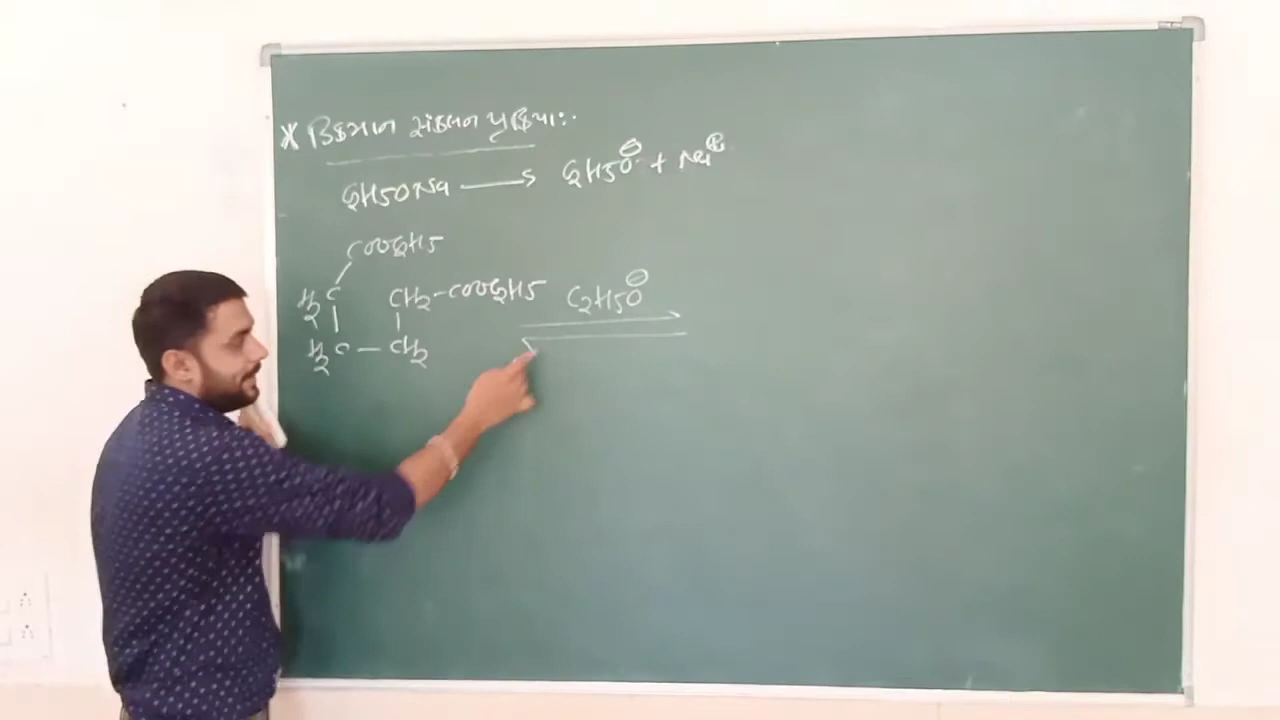 * ડિકમાન સંઘનન પ્રક્રિયા:.
C2H5ONa ⟶ C2H5O⊖ + Na⊕
COOC2H5
H2C CH2-COOC2H5 C2H5O⊖
H2C — CH2 ⇌